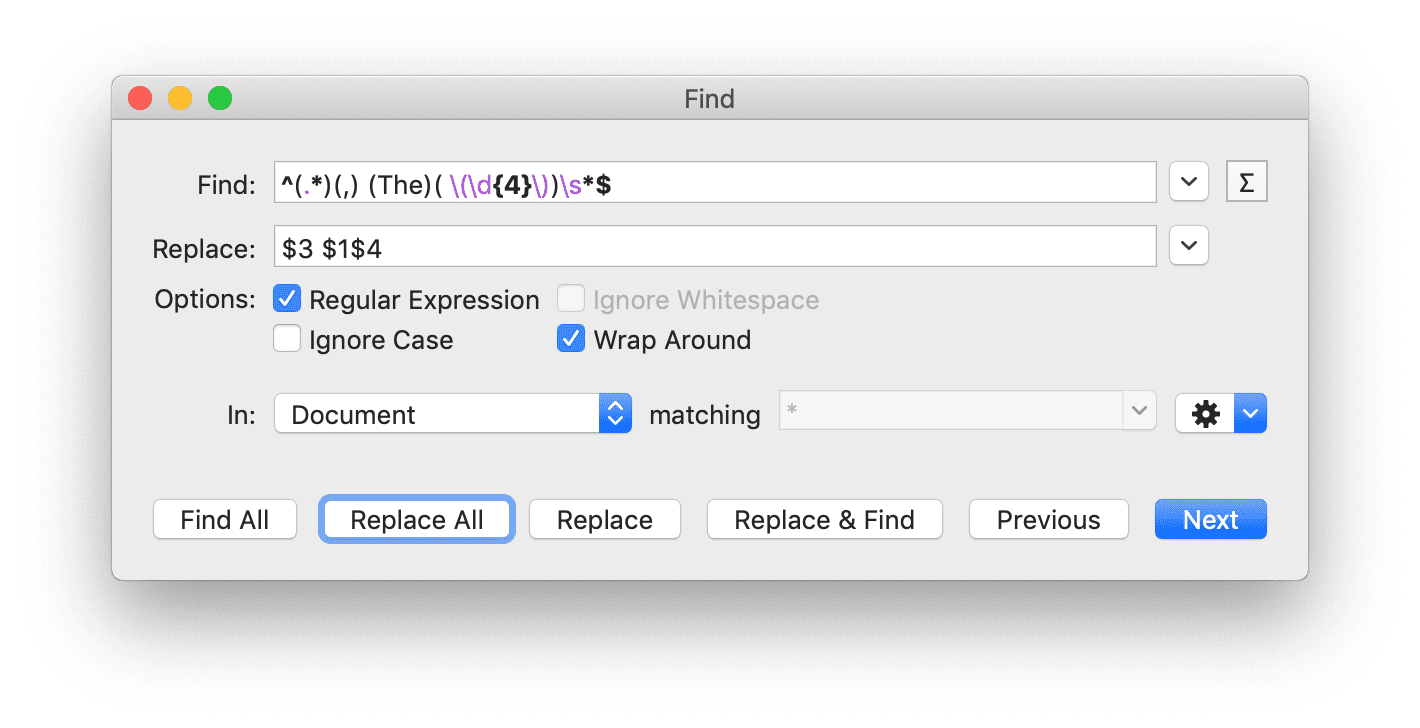 Find
Find: ^(.*)(,) (The)( \(\d{4}\))\s*$ Σ
Replace: $3 $1$4
Options: Regular Expression Ignore Whitespace
Ignore Case Wrap Around
In: Document matching *
Find All Replace All Replace Replace & Find Previous Next